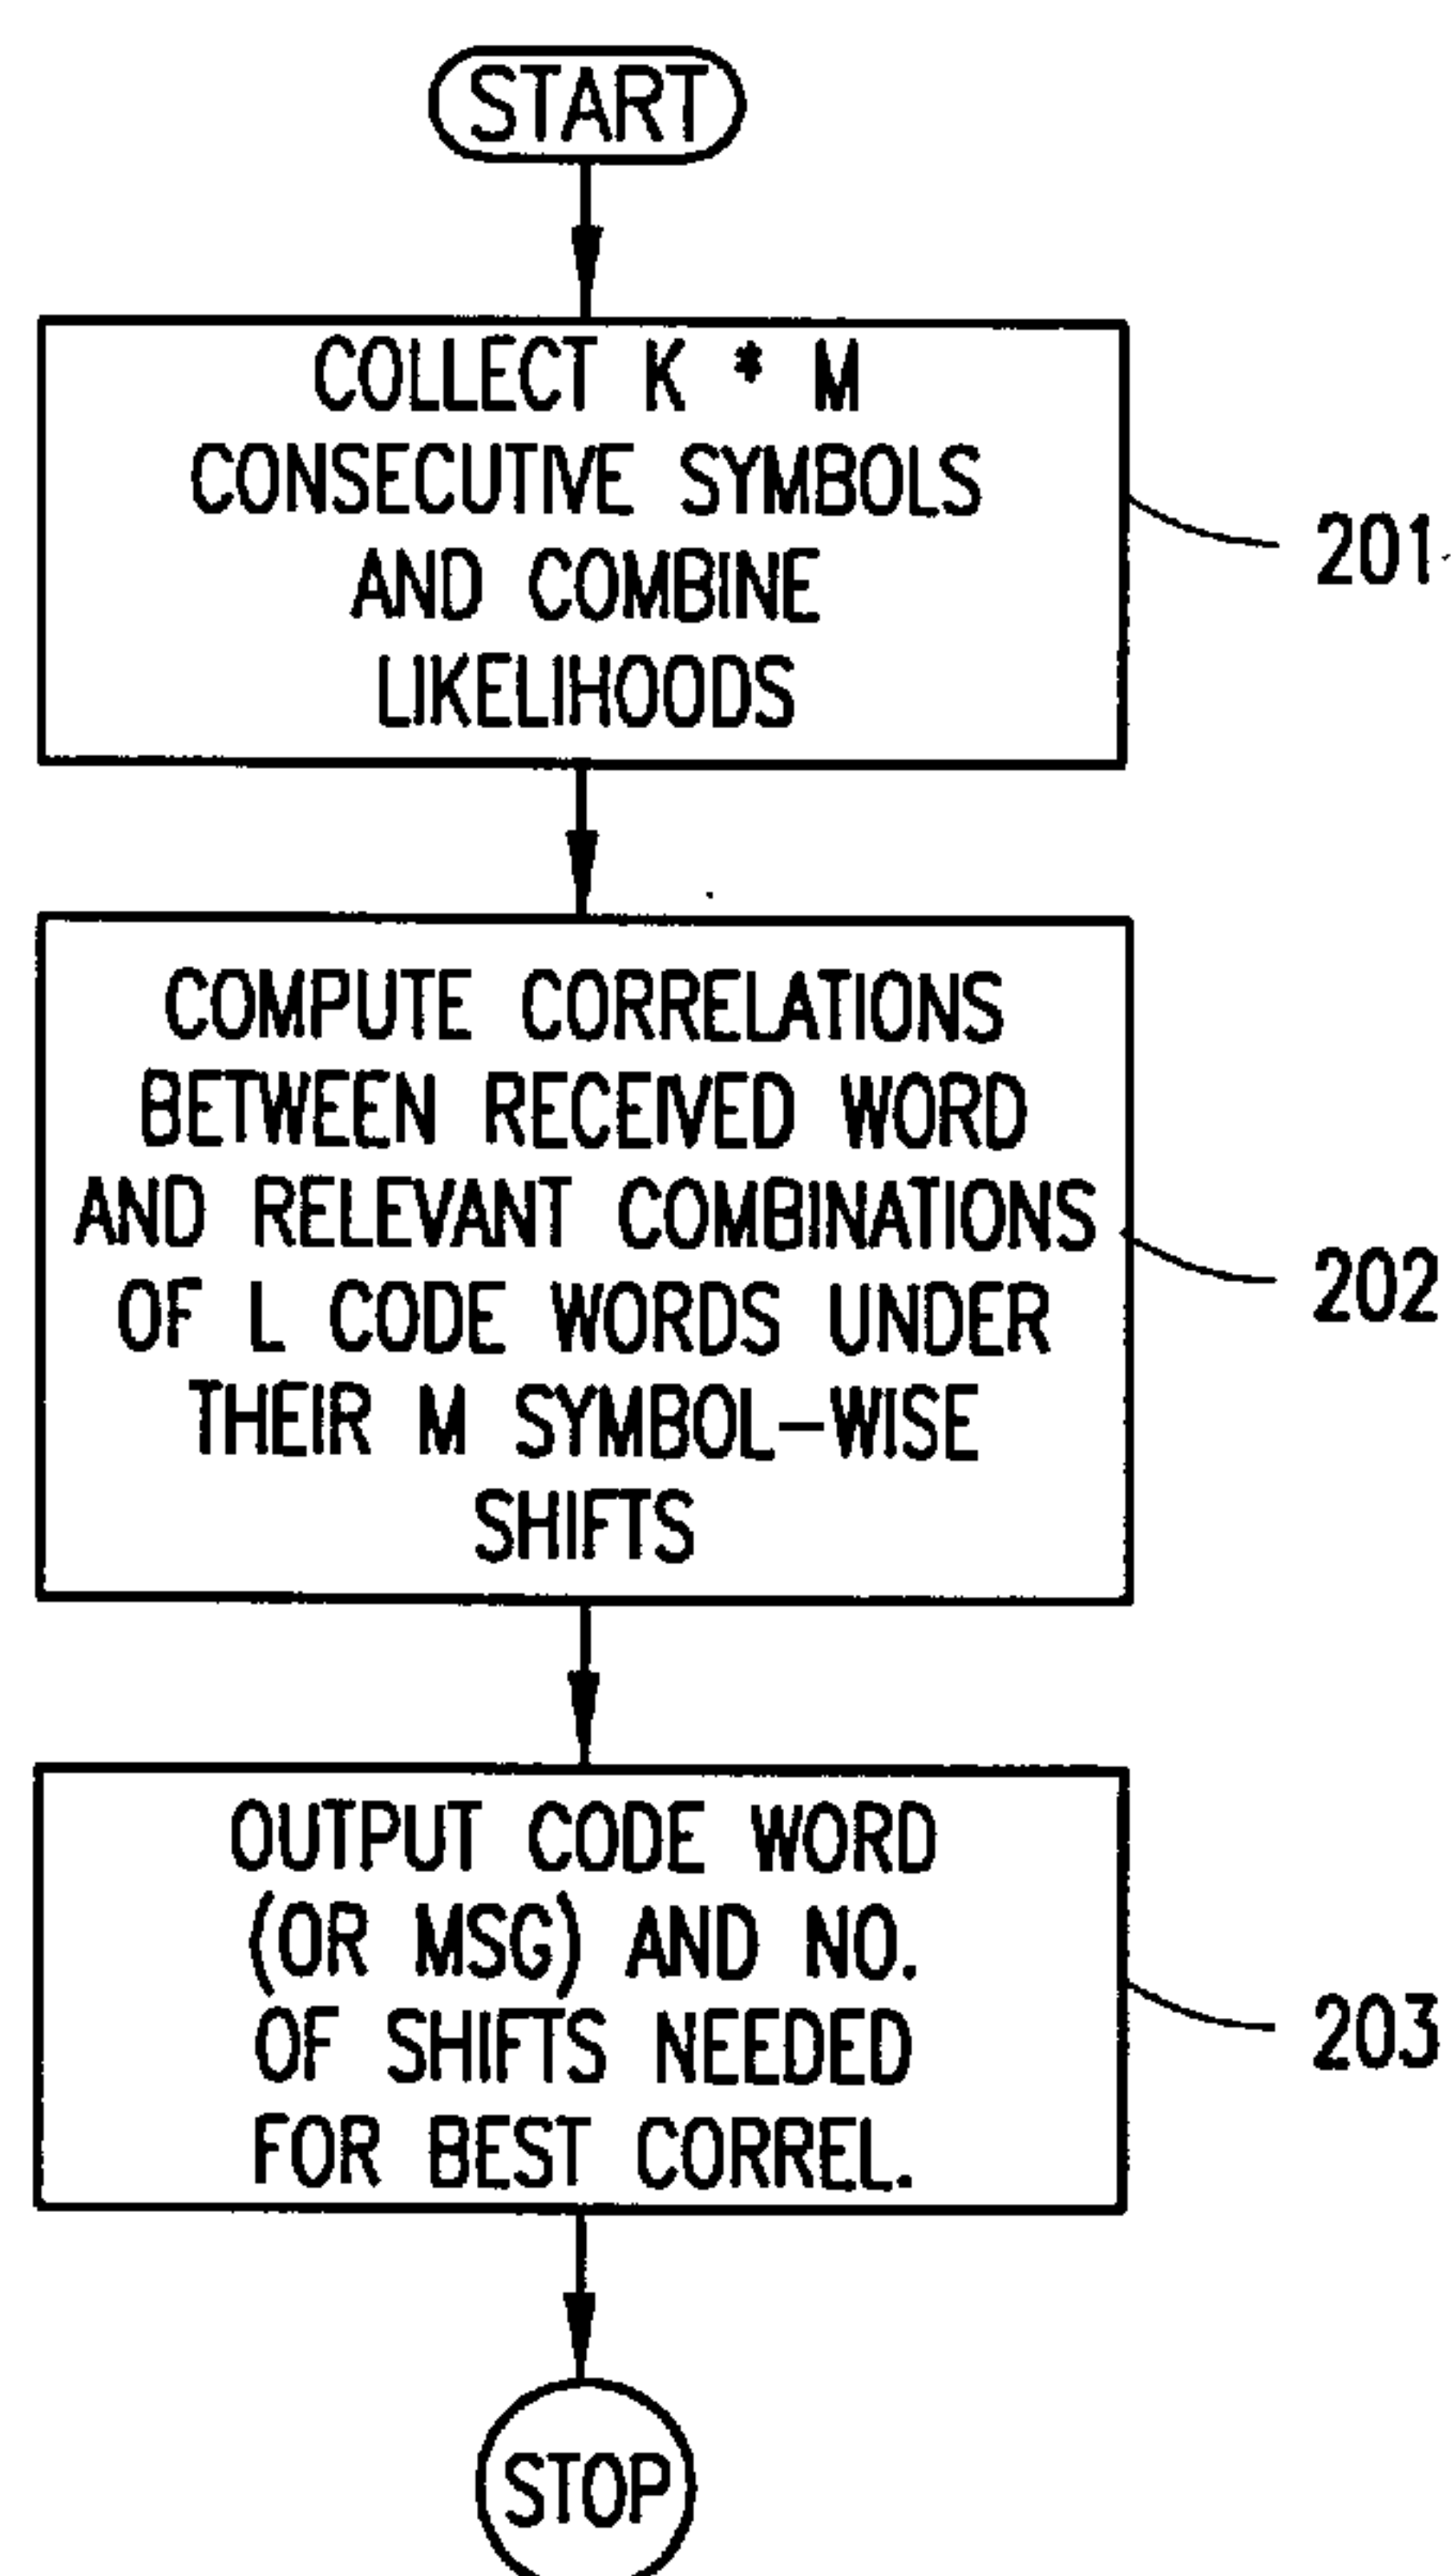 START
COLLECT K * M
CONSECUTIVE SYMBOLS
AND COMBINE
LIKELIHOODS
201
COMPUTE CORRELATIONS
BETWEEN RECEIVED WORD
AND RELEVANT COMBINATIONS
OF L CODE WORDS UNDER
THEIR M SYMBOL-WISE
SHIFTS
202
OUTPUT CODE WORD
(OR MSG) AND NO.
OF SHIFTS NEEDED
FOR BEST CORREL.
203
STOP